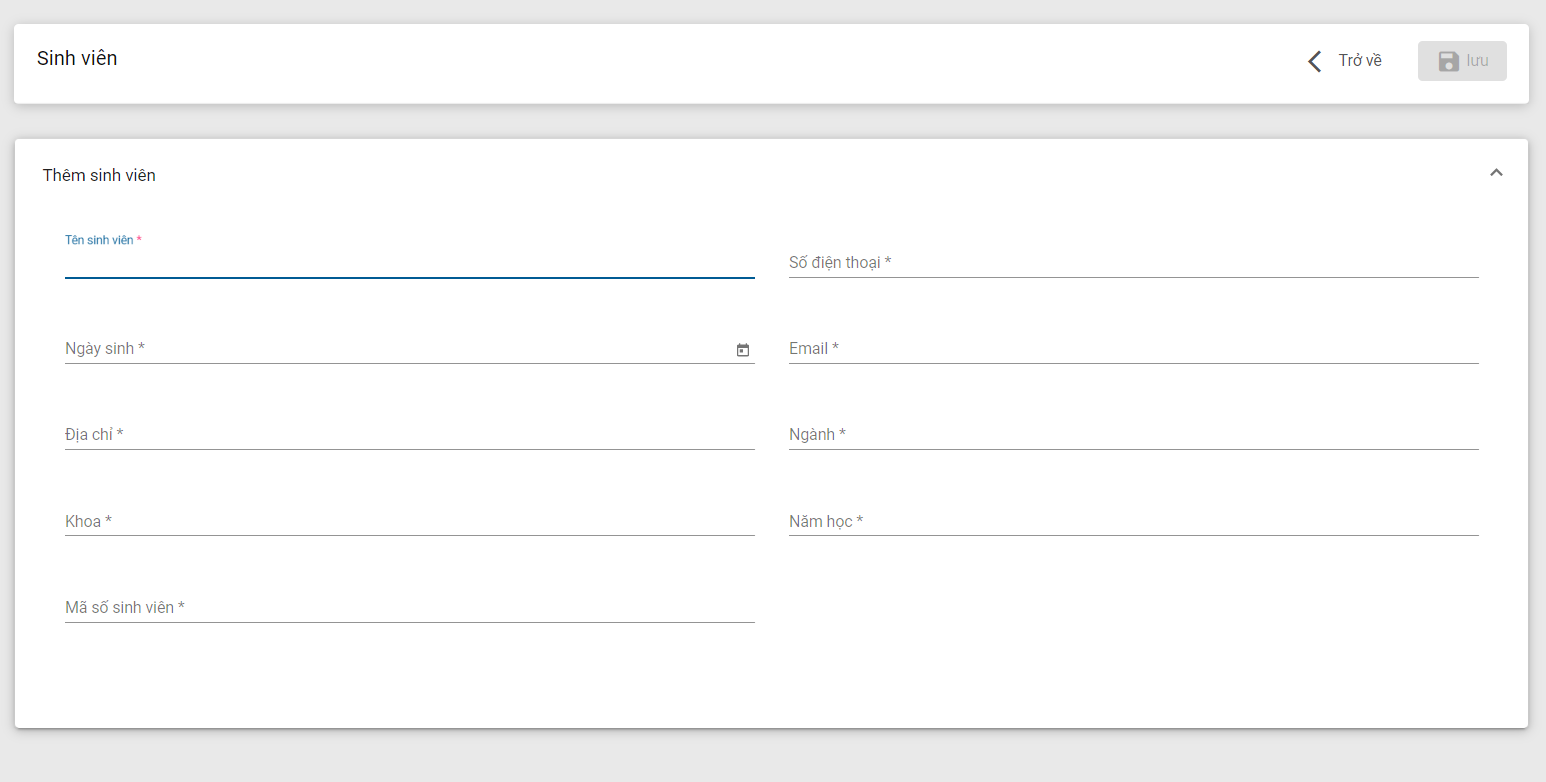 Sinh viên
Trở về
lưu
Thêm sinh viên
Tên sinh viên *
Số điện thoại *
Ngày sinh *
Email *
Địa chỉ *
Ngành *
Khoa *
Năm học *
Mã số sinh viên *